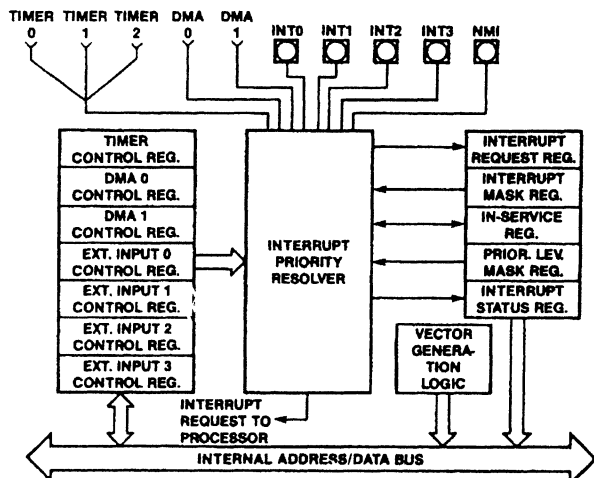 TIMER TIMER TIMER DMA DMA
0 1 2 0 1
INT0 INT1 INT2 INT3 NMI
TIMER
CONTROL REG.
DMA 0
CONTROL REG.
DMA 1
CONTROL REG.
EXT. INPUT 0
CONTROL REG.
EXT. INPUT 1
CONTROL REG.
EXT. INPUT 2
CONTROL REG.
EXT. INPUT 3
CONTROL REG.
INTERRUPT
PRIORITY
RESOLVER
INTERRUPT
REQUEST REG.
INTERRUPT
MASK REG.
IN-SERVICE
REG.
PRIOR. LEV.
MASK REG.
INTERRUPT
STATUS REG.
VECTOR
GENERA-
TION
LOGIC
INTERRUPT
REQUEST TO
PROCESSOR
INTERNAL ADDRESS/DATA BUS